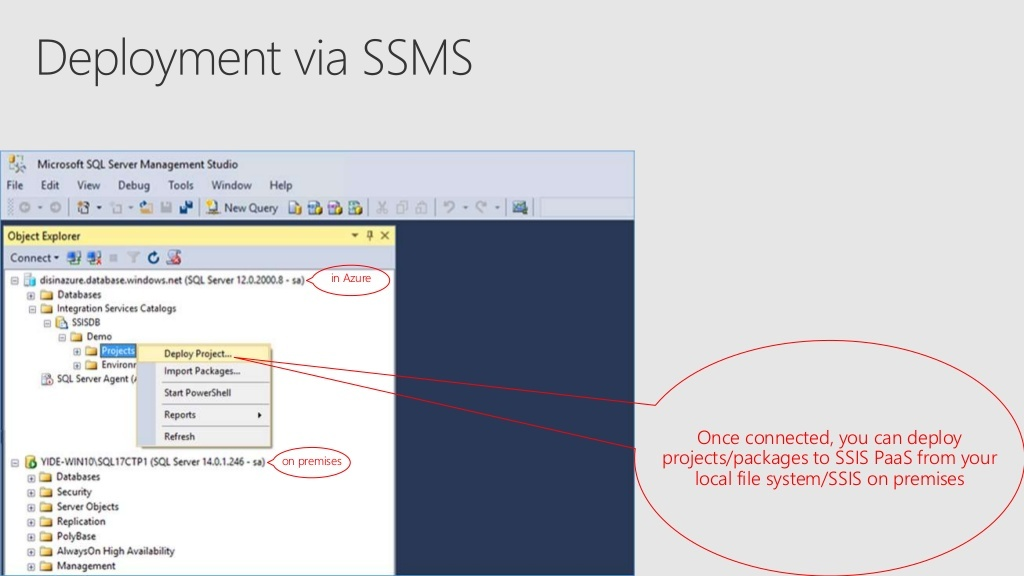 Deployment via SSMS
Microsoft SQL Server Management Studio
File Edit View Debug Tools Window Help
New Query
Object Explorer
Connect
disinazure.database.windows.net (SQL Server 12.0.2000.8 - sa)
in Azure
Databases
Integration Services Catalogs
SSISDB
Demo
Projects
Deploy Project...
Import Packages...
Start PowerShell
Reports
Refresh
Environ
SQL Server Agent (
YIDE-WIN10\SQL17CTP1 (SQL Server 14.0.1.246 - sa)
on premises
Databases
Security
Server Objects
Replication
PolyBase
AlwaysOn High Availability
Management
Once connected, you can deploy
projects/packages to SSIS PaaS from your
local file system/SSIS on premises